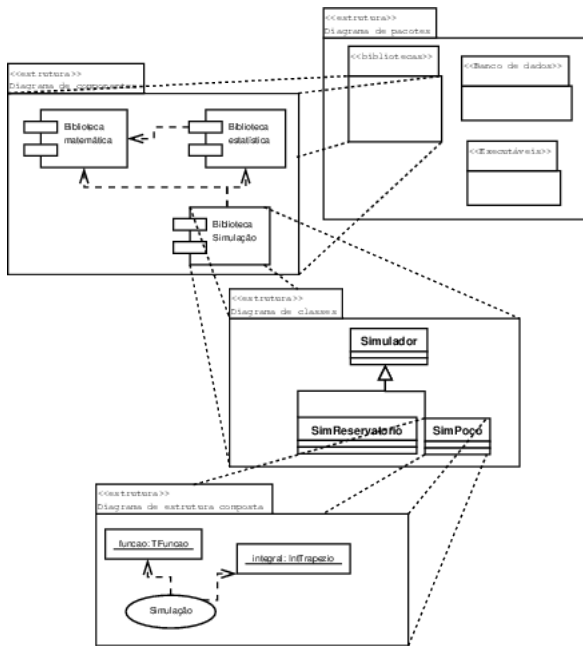 <<estrutura>>
Diagrama de pacotes
<<bibliotecas>>
<<Banco de dados>>
<<Executáveis>>
<<estrutura>>
Diagrama de componentes
Biblioteca
matemática
Biblioteca
estatística
Biblioteca
Simulação
<<estrutura>>
Diagrama de classes
Simulador
SimReservatorio
SimPoço
<<estrutura>>
Diagrama de estrutura composta
funcao: TFuncao
integral: IntTrapezio
Simulação